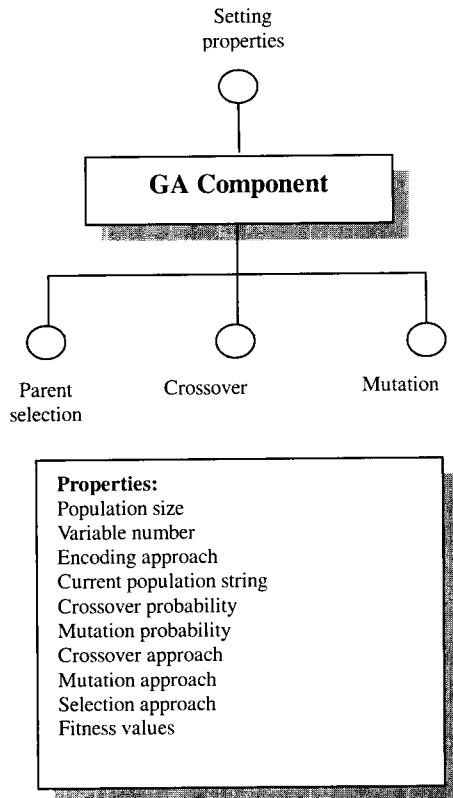 Setting
properties
GA Component
Parent
selection
Crossover
Mutation
Properties:
Population size
Variable number
Encoding approach
Current population string
Crossover probability
Mutation probability
Crossover approach
Mutation approach
Selection approach
Fitness values